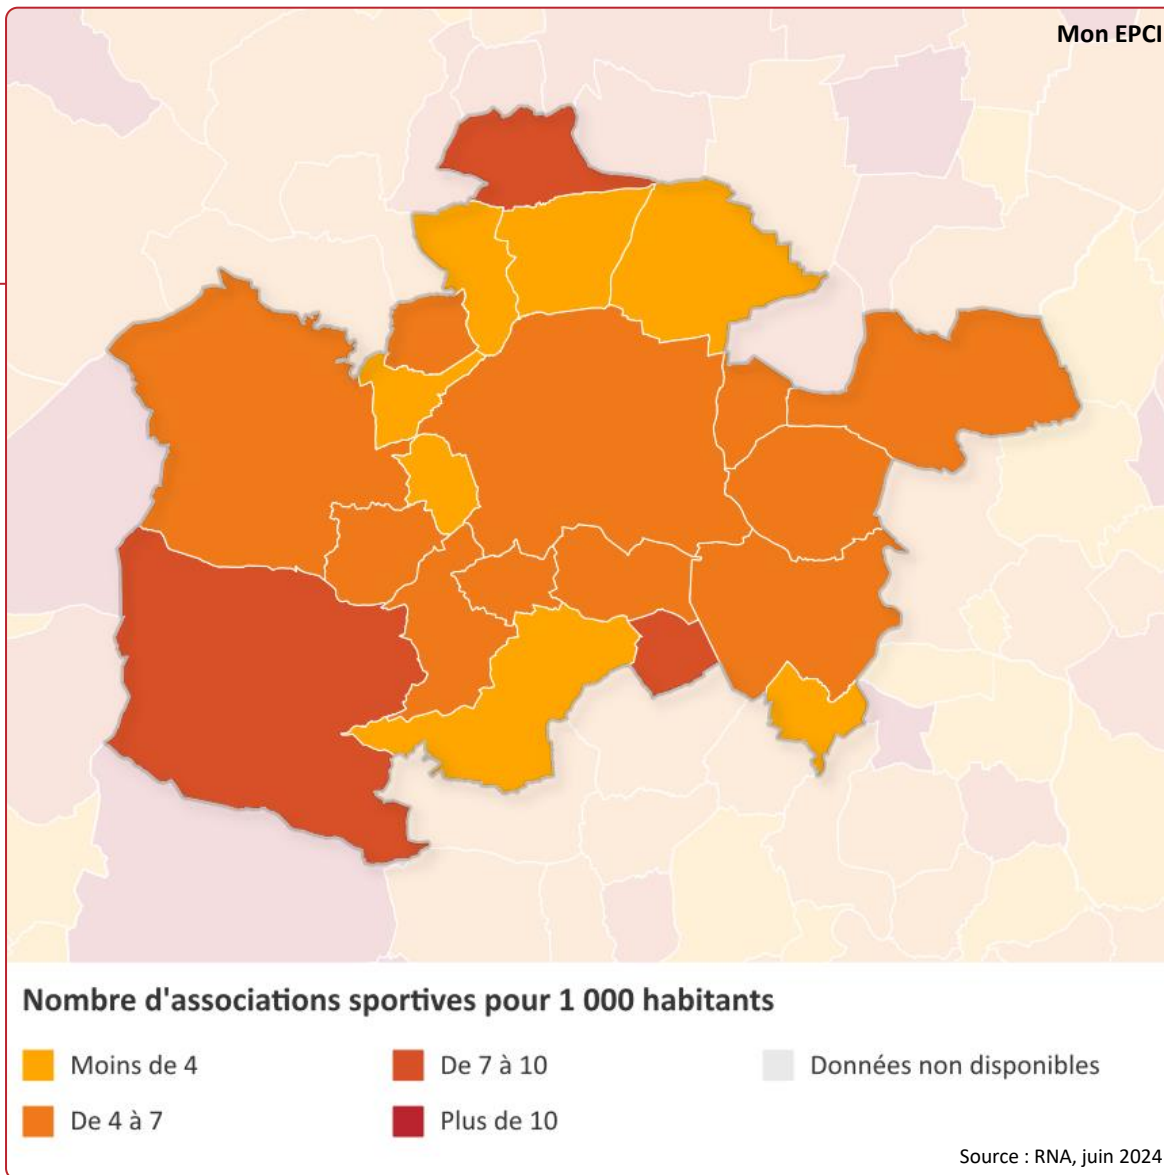 Mon EPCI
Nombre d'associations sportives pour 1 000 habitants
Moins de 4
De 7 à 10
Données non disponibles
De 4 à 7
Plus de 10
Source : RNA, juin 2024